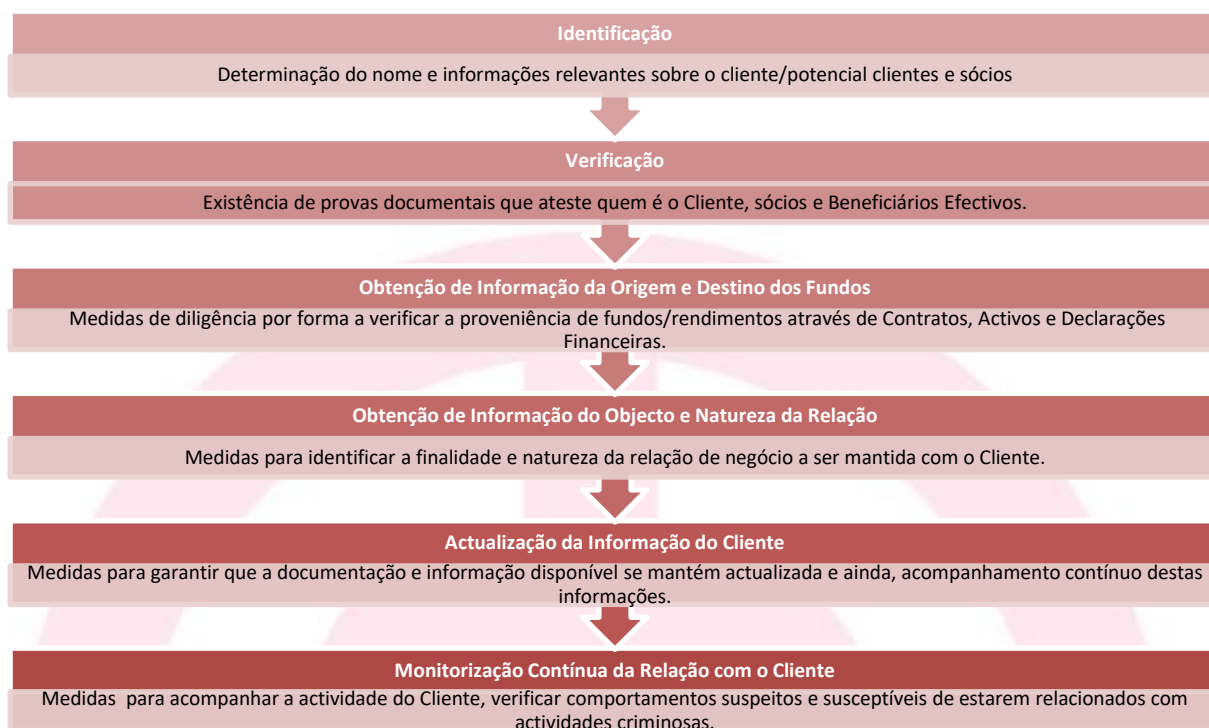 Identificação
Determinação do nome e informações relevantes sobre o cliente/potencial clientes e sócios
Verificação
Existência de provas documentais que ateste quem é o Cliente, sócios e Beneficiários Efectivos.
Obtenção de Informação da Origem e Destino dos Fundos
Medidas de diligência por forma a verificar a proveniência de fundos/rendimentos através de Contratos, Activos e Declarações
Financeiras.
Obtenção de Informação do Objecto e Natureza da Relação
Medidas para identificar a finalidade e natureza da relação de negócio a ser mantida com o Cliente.
Actualização da Informação do Cliente
Medidas para garantir que a documentação e informação disponível se mantém actualizada e ainda, acompanhamento contínuo destas
informações.
Monitorização Contínua da Relação com o Cliente
Medidas para acompanhar a actividade do Cliente, verificar comportamentos suspeitos e susceptíveis de estarem relacionados com
actividades criminosas.